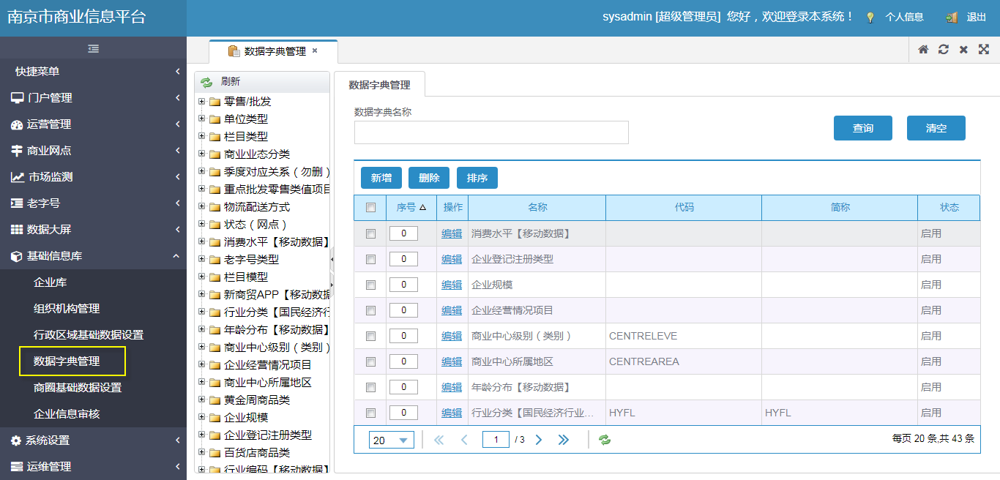 南京市商业信息平台
sysadmin [超级管理员] 您好，欢迎登录本系统！ 个人信息 退出
快捷菜单
门户管理
运营管理
商业网点
市场监测
老字号
数据大屏
基础信息库
企业库
组织机构管理
行政区域基础数据设置
数据字典管理
商圈基础数据设置
企业信息审核
系统设置
运维管理
数据字典管理
刷新
零售/批发
单位类型
栏目类型
商业业态分类
季度对应关系（勿删）
重点批发零售类值项目
物流配送方式
状态（网点）
消费水平【移动数据】
老字号类型
栏目模型
新商贸APP【移动数据
行业分类【国民经济行
年龄分布【移动数据】
商业中心级别（类别）
企业经营情况项目
商业中心所属地区
黄金周商品类
企业规模
企业登记注册类型
百货店商品类
行业编码【移动数据】
数据字典管理
数据字典名称
查询 清空
新增 删除 排序
序号 操作 名称 代码 简称 状态
0 编辑 消费水平【移动数据】 启用
0 编辑 企业登记注册类型 启用
0 编辑 企业规模 启用
0 编辑 企业经营情况项目 启用
0 编辑 商业中心级别（类别） CENTRELEVE 启用
0 编辑 商业中心所属地区 CENTREAREA 启用
0 编辑 年龄分布【移动数据】 启用
0 编辑 行业分类【国民经济行业... HYFL HYFL 启用
20 1 / 3 每页 20 条,共 43 条